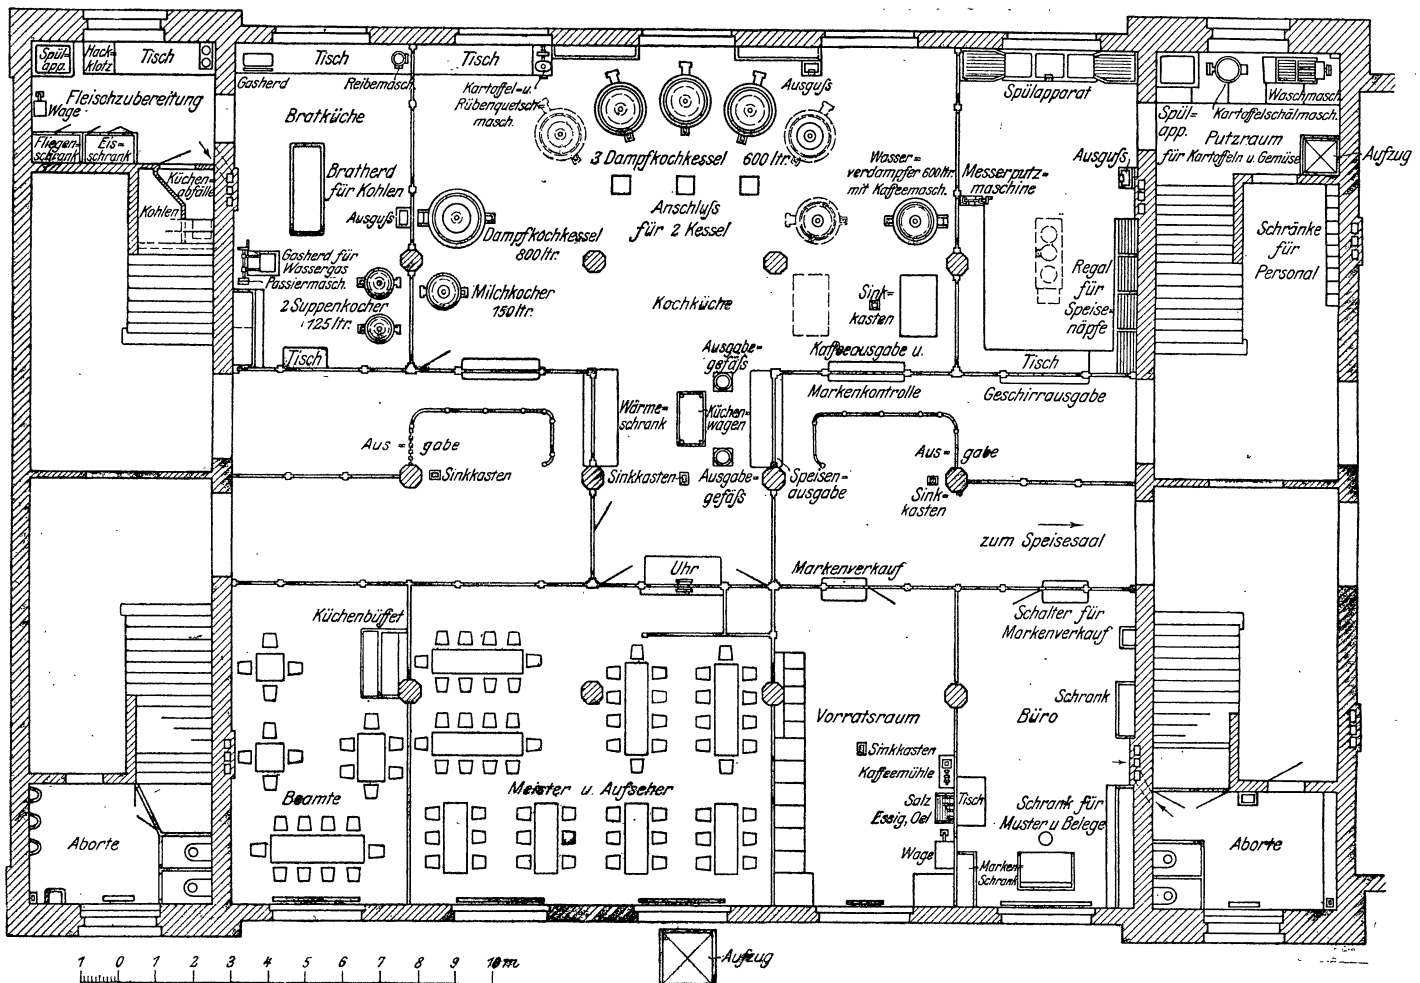 Spül=
app.
Hack=
klotz
Tisch
Fleischzubereitung
Wage
Fliegen=
schrank
Eis=
schrank
Küchen=
abfälle
Kohlen
Gasherd
Tisch
Reibemasch.
Bratküche
Bratherd
für Kohlen
Ausguß
Gasherd für
Wassergas
Passiermasch.
2 Suppenkocher
125 ltr.
Tisch
Tisch
Kartoffel= u.
Rübenquetsch=
masch.
Ausguß
3 Dampfkochkessel 600 ltr.
Anschluß
für 2 Kessel
Dampfkochkessel
800 ltr.
Milchkocher
150 ltr.
Kochküche
Wasser=
verdampfer 600 ltr.
mit Kaffeemasch.
Sink=
kasten
Spülapparat
Messerputz=
maschine
Ausguß
Regal
für
Speise=
näpfe
Tisch
Spül=
app.
Kartoffelschälmasch.
Waschmasch.
Putzraum
für Kartoffeln u. Gemüse
Aufzug
Schränke
für
Personal
Ausgabe=
gefäß
Kaffeeausgabe u.
Markenkontrolle
Geschirrausgabe
Wärme=
schrank
Küchen=
wagen
Aus= gabe
Sinkkasten
Sinkkasten
Ausgabe=
gefäß
Speisen=
ausgabe
Aus= gabe
Sink=
kasten
zum Speisesaal
Uhr
Markenverkauf
Schalter für
Markenverkauf
Küchenbüffet
Beamte
Meister u. Aufseher
Vorratsraum
Sinkkasten
Kaffeemühle
Salz
Essig, Oel
Wage
Tisch
Marken=
Schrank
Schrank
Büro
Schrank für
Muster u. Belege
Aborte
Aborte
Aufzug
1 0 1 2 3 4 5 6 7 8 9 10 m